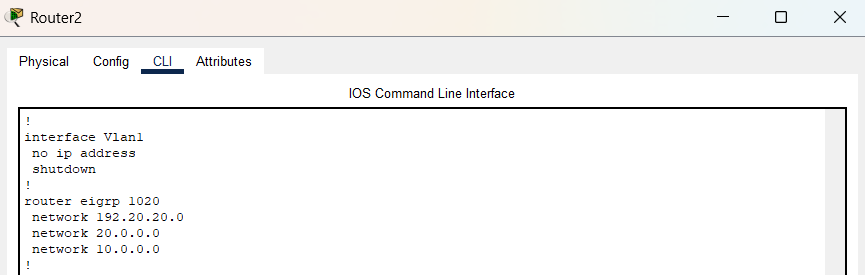 Router2
Physical Config CLI Attributes
IOS Command Line Interface
!
interface Vlan1
 no ip address
 shutdown
!
router eigrp 1020
 network 192.20.20.0
 network 20.0.0.0
 network 10.0.0.0
!